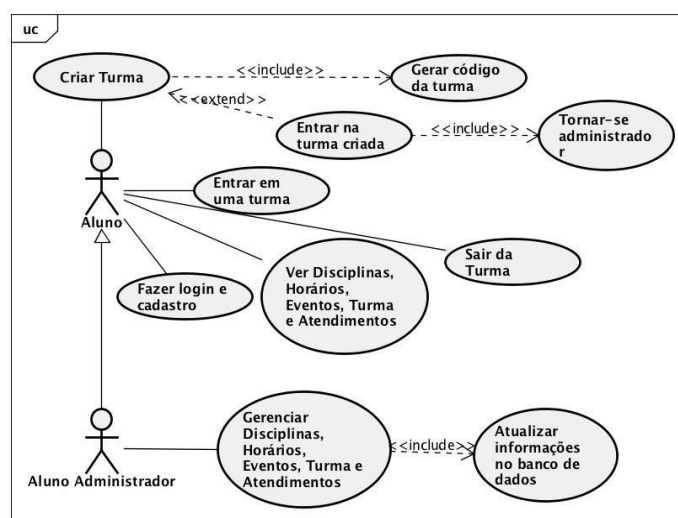 uc
Criar Turma
<<include>>
Gerar código
da turma
<<extend>>
Entrar na
turma criada
<<include>>
Tornar-se
administrado
r
Aluno
Entrar em
uma turma
Sair da
Turma
Fazer login e
cadastro
Ver Disciplinas,
Horários,
Eventos, Turma
e Atendimentos
Aluno Administrador
Gerenciar
Disciplinas,
Horários,
Eventos, Turma e
Atendimentos
<<include>>
Atualizar
informações
no banco de
dados